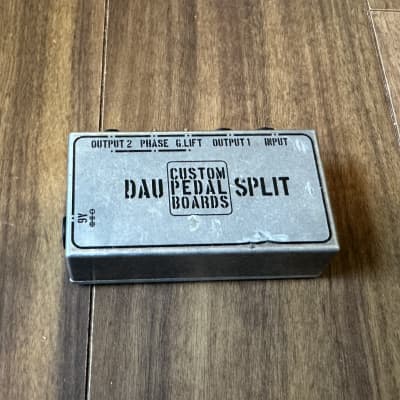 OUTPUT 2 PHASE G.LIFT OUTPUT 1 INPUT
DAU CUSTOM PEDAL BOARDS SPLIT
9V